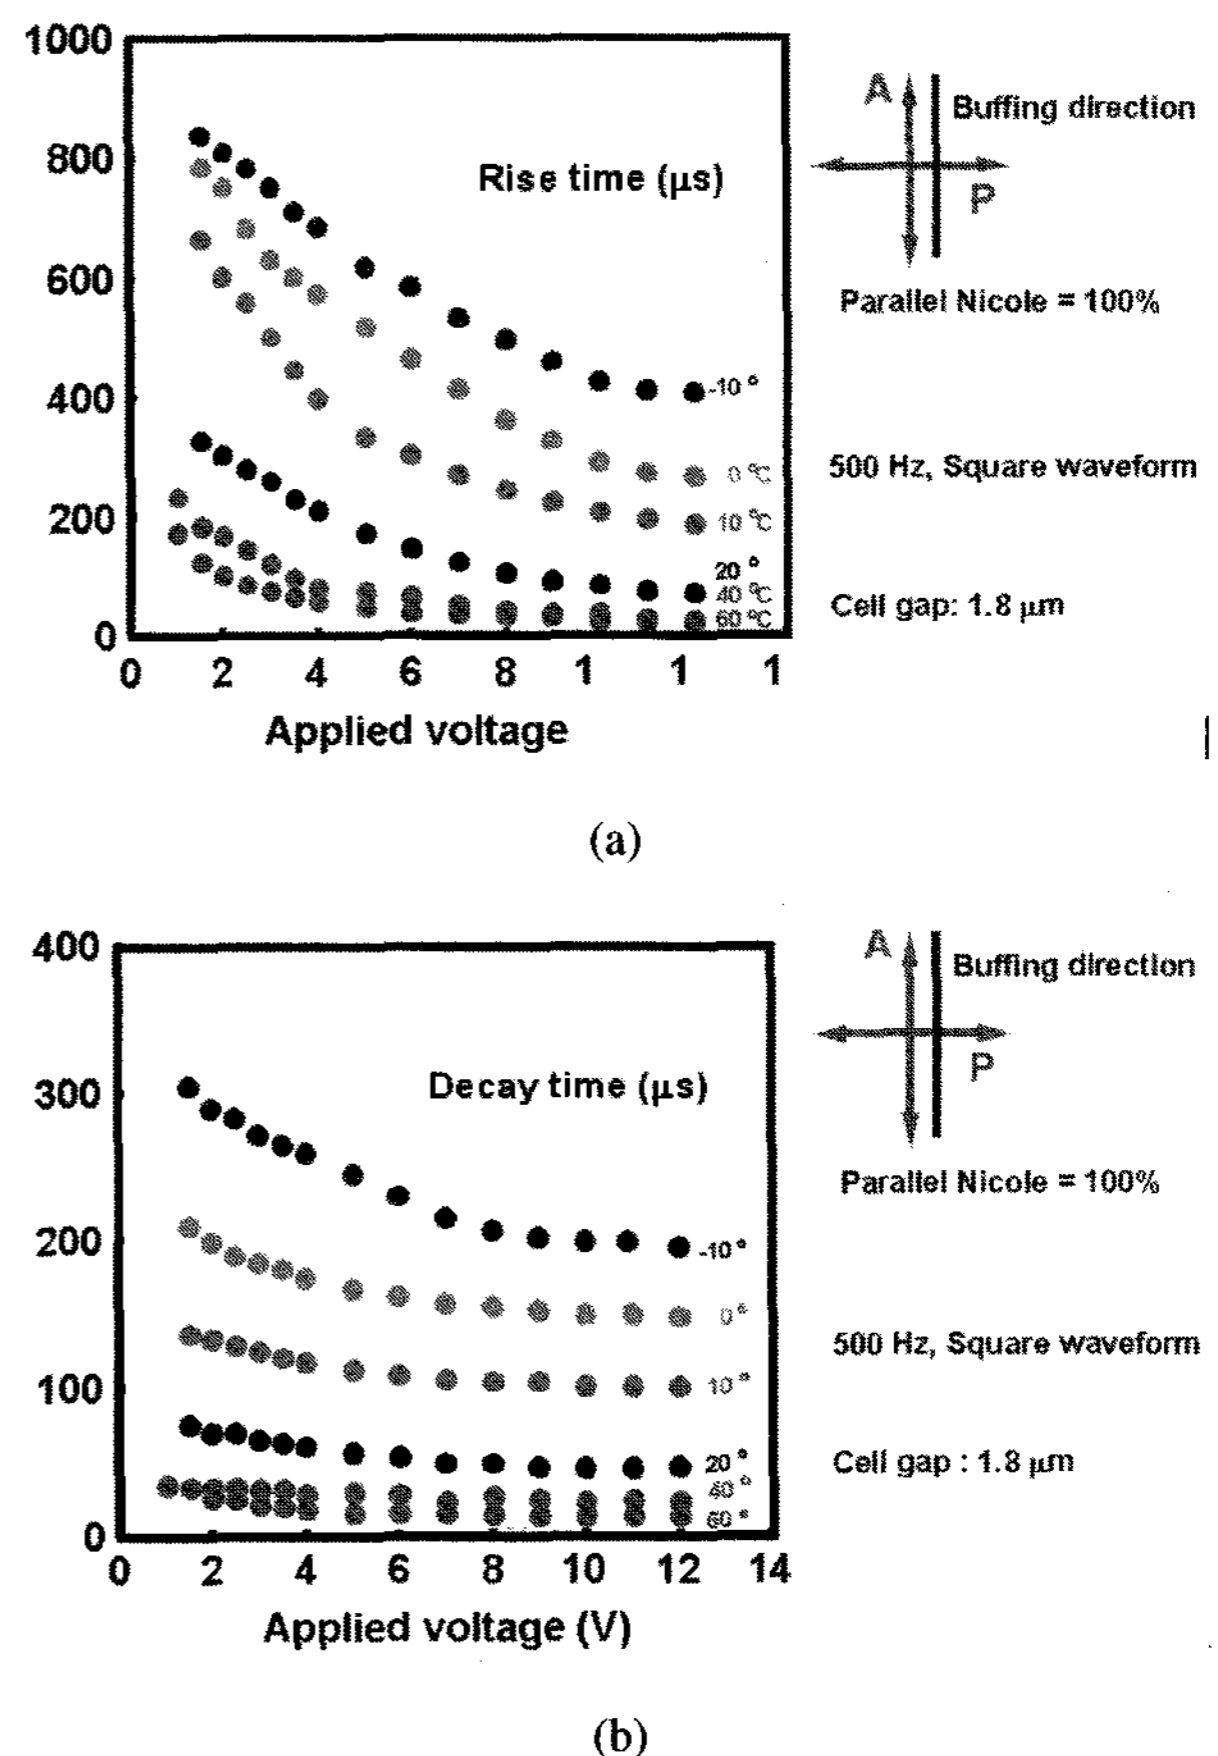 1000
800
600
400
200
0
0 2 4 6 8 1 1 1
Applied voltage
Rise time (μs)
-10 °
0 °C
10 °C
20 °
40 °C
60 °C
A
Buffing direction
P
Parallel Nicole = 100%
500 Hz, Square waveform
Cell gap: 1.8 μm
(a)
400
300
200
100
0
0 2 4 6 8 10 12 14
Applied voltage (V)
Decay time (μs)
-10 °
0 °
10 °
20 °
40 °
60 °
A
Buffing direction
P
Parallel Nicole = 100%
500 Hz, Square waveform
Cell gap : 1.8 μm
(b)